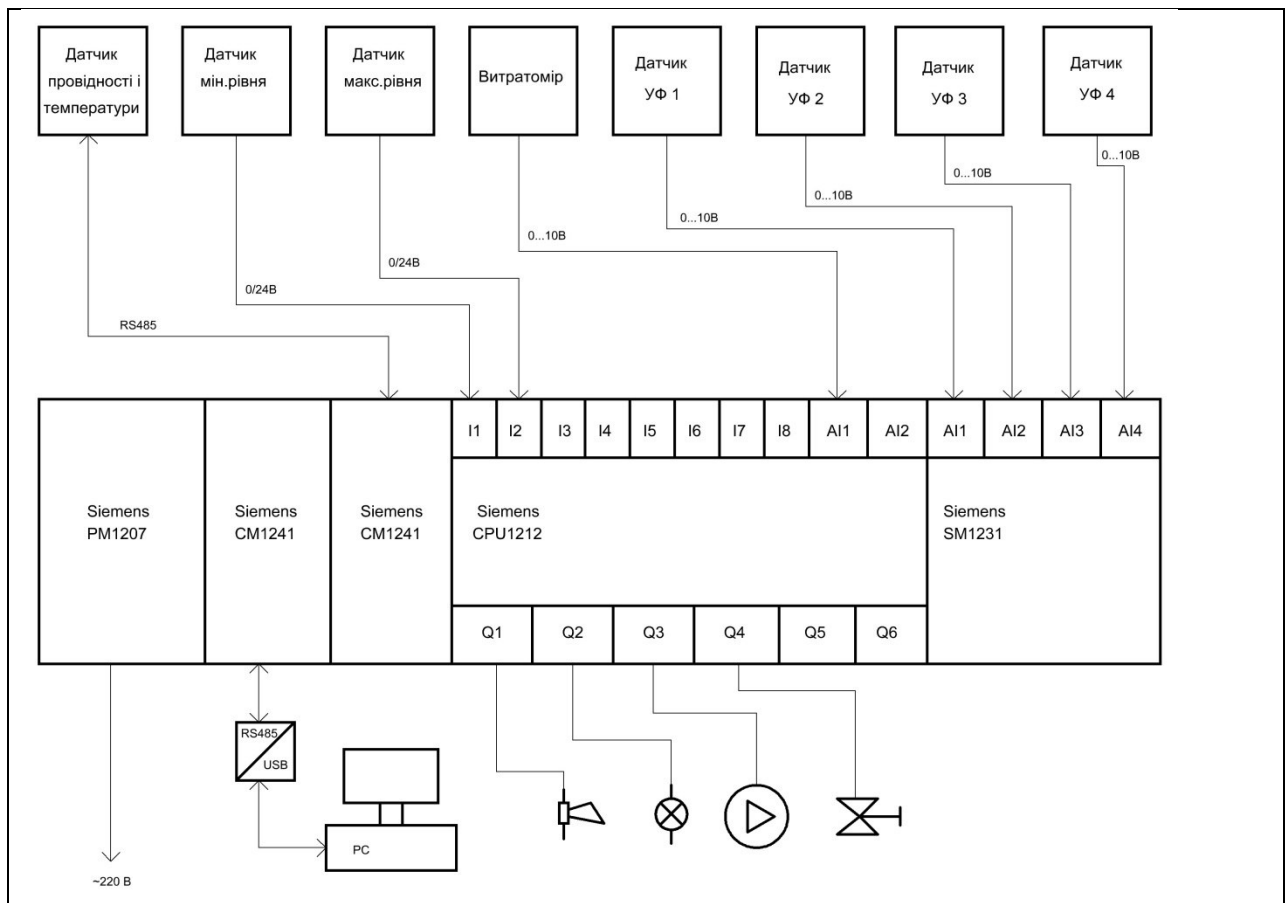 Датчик
провідності і
температури
Датчик
мін.рівня
Датчик
макс.рівня
Витратомір
Датчик
УФ 1
Датчик
УФ 2
Датчик
УФ 3
Датчик
УФ 4
0...10В
0...10В
0...10В
0...10В
0...10В
0/24В
0/24В
RS485
I1
I2
I3
I4
I5
I6
I7
I8
AI1
AI2
AI1
AI2
AI3
AI4
Siemens
PM1207
Siemens
CM1241
Siemens
CM1241
Siemens
CPU1212
Siemens
SM1231
Q1
Q2
Q3
Q4
Q5
Q6
RS485
USB
PC
~220 В